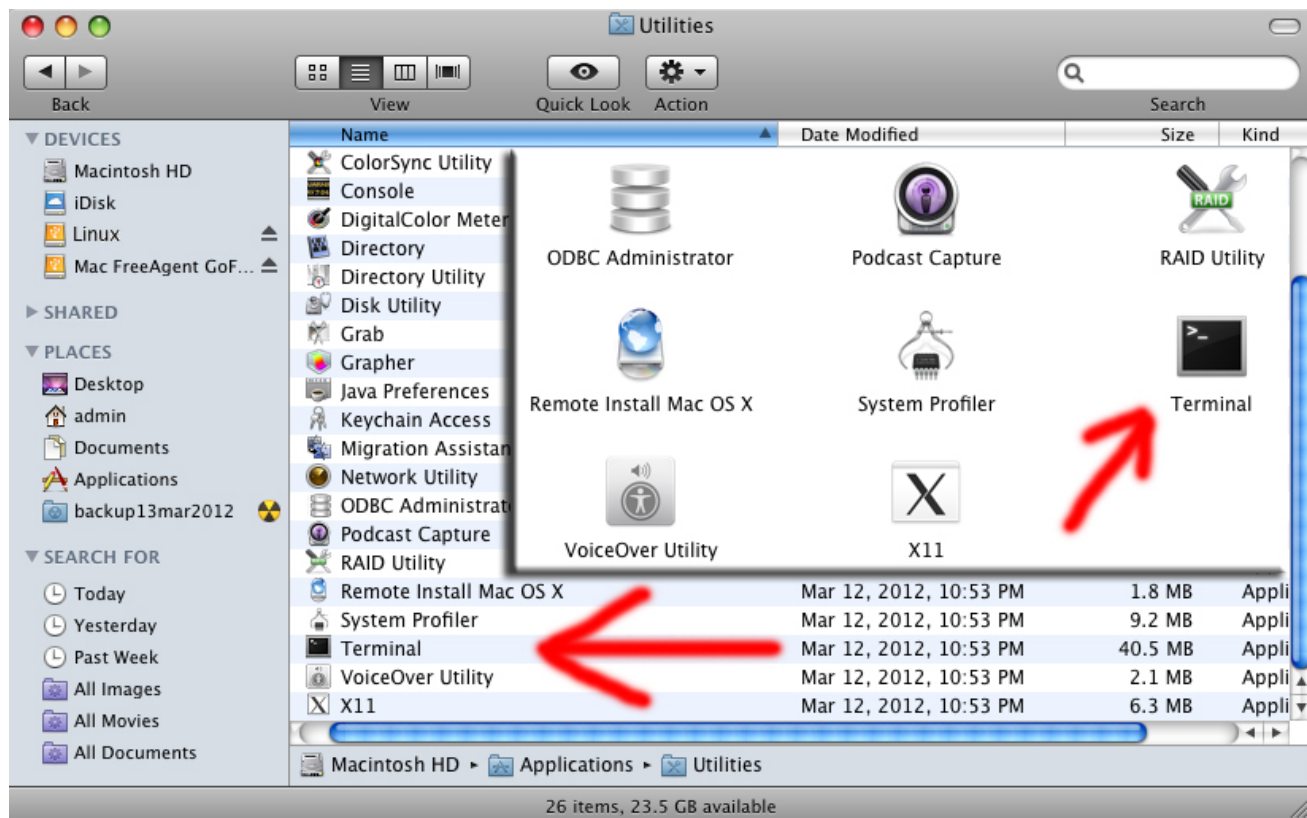 Utilities
Back
View
Quick Look
Action
Search
DEVICES
Macintosh HD
iDisk
Linux
Mac FreeAgent GoF...
SHARED
PLACES
Desktop
admin
Documents
Applications
backup13mar2012
SEARCH FOR
Today
Yesterday
Past Week
All Images
All Movies
All Documents
Name Date Modified Size Kind
ColorSync Utility
Console
DigitalColor Meter
Directory
Directory Utility
Disk Utility
Grab
Grapher
Java Preferences
Keychain Access
Migration Assistan
Network Utility
ODBC Administrat
Podcast Capture
RAID Utility
Remote Install Mac OS X Mar 12, 2012, 10:53 PM 1.8 MB Appli
System Profiler Mar 12, 2012, 10:53 PM 9.2 MB Appli
Terminal Mar 12, 2012, 10:53 PM 40.5 MB Appli
VoiceOver Utility Mar 12, 2012, 10:53 PM 2.1 MB Appli
X11 Mar 12, 2012, 10:53 PM 6.3 MB Appli
RAID
ODBC Administrator Podcast Capture RAID Utility
Remote Install Mac OS X System Profiler Terminal
VoiceOver Utility X11
Macintosh HD ▸ Applications ▸ Utilities
26 items, 23.5 GB available